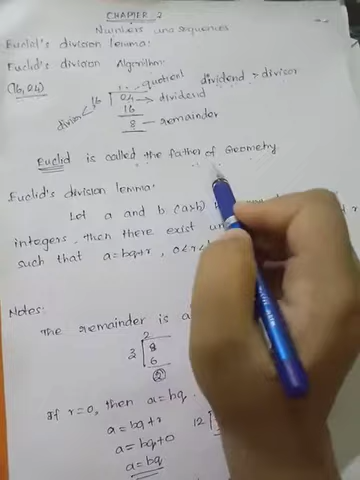 CHAPTER 2
Numbers and sequences
Euclid's division lemma:
Euclid's division Algorithm:
(16,24) quotient dividend > divisor
divisor 16 24 → dividend
16
8 — remainder
Euclid is called the father of Geometry
Euclid's division lemma:
Let a and b (a>b)
integers. Then there exist
such that a=bq+r, 0≤r<
Notes:
The remainder is
2
3 8
6
2
If r=0, then a=bq.
a=bq+r 12
a=bq+0
a=bq